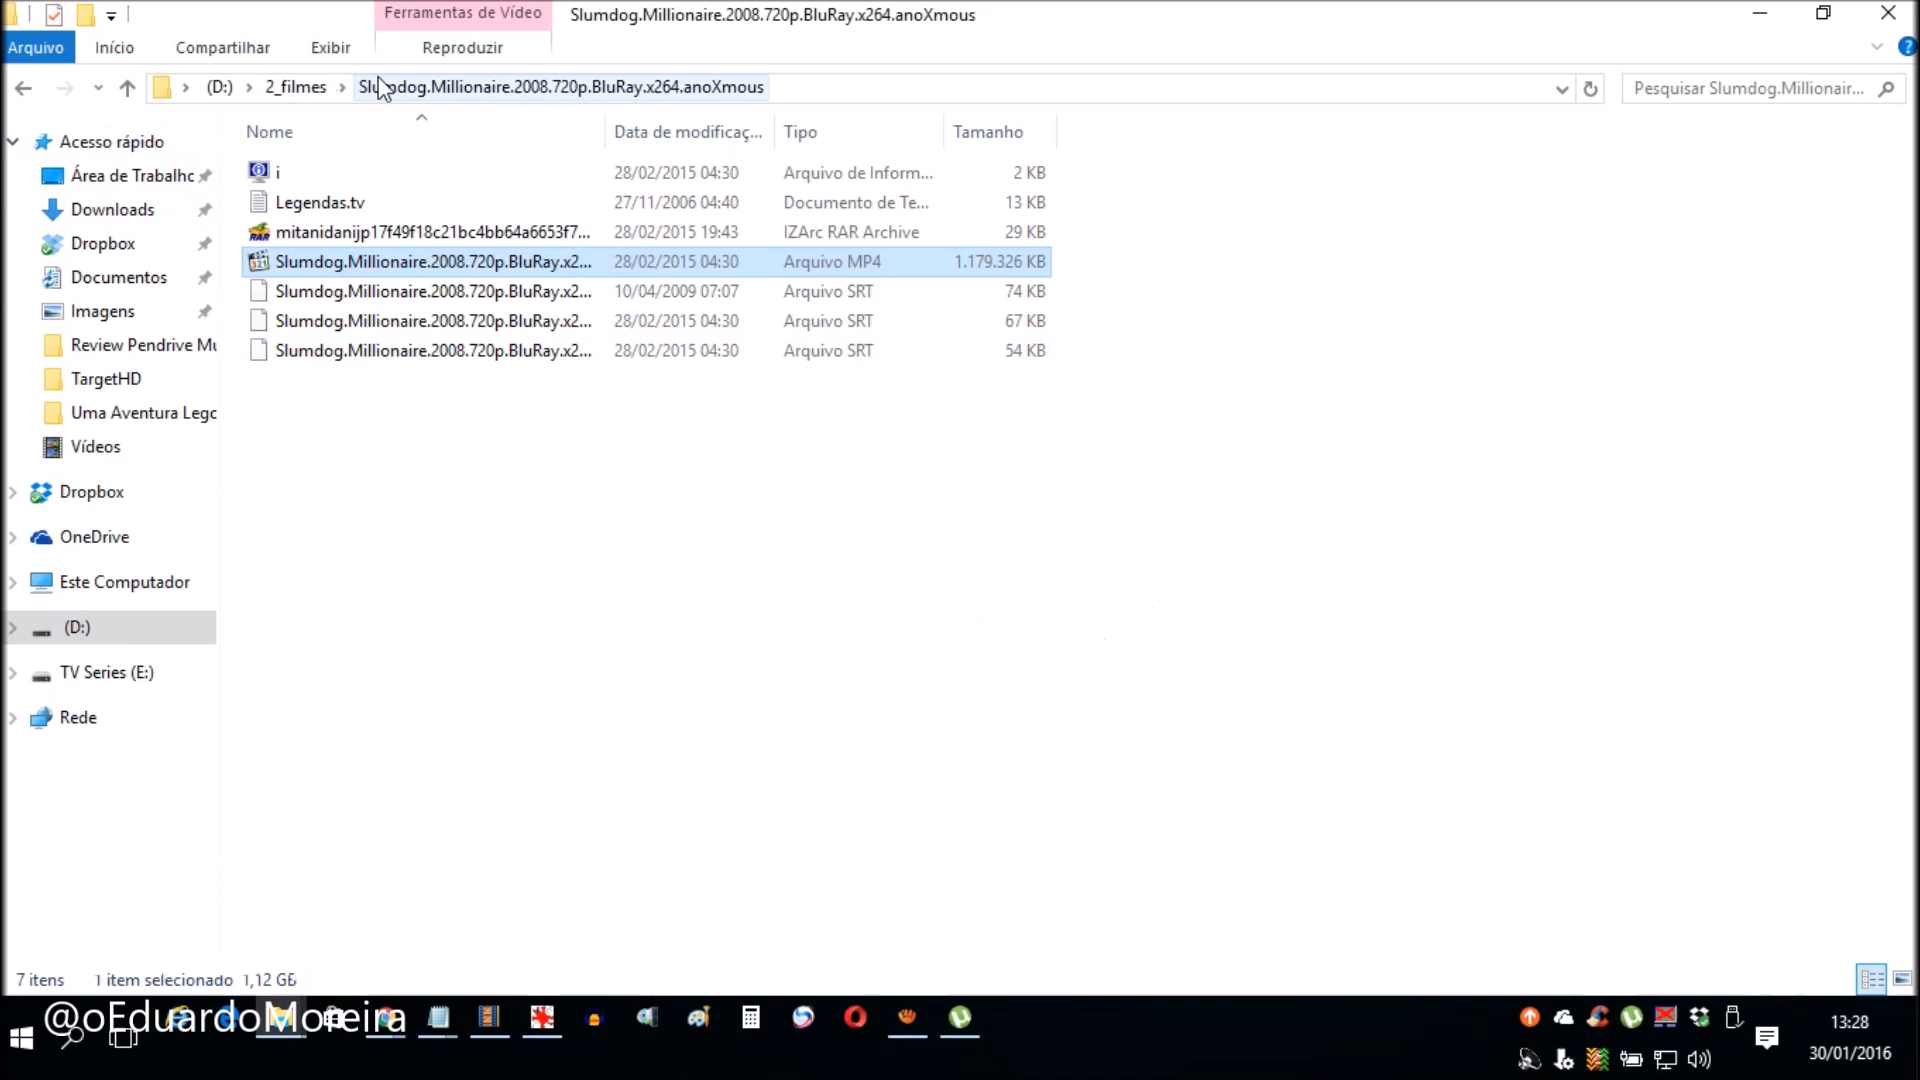 Ferramentas de Vídeo
Slumdog.Millionaire.2008.720p.BluRay.x264.anoXmous
Arquivo
Início
Compartilhar
Exibir
Reproduzir
(D:)
2_filmes
Slumdog.Millionaire.2008.720p.BluRay.x264.anoXmous
Pesquisar Slumdog.Millionair...
Nome
Data de modificaç...
Tipo
Tamanho
i 28/02/2015 04:30 Arquivo de Inform... 2 KB
Legendas.tv 27/11/2006 04:40 Documento de Te... 13 KB
mitanidanijp17f49f18c21bc4bb64a6653f7... 28/02/2015 19:43 IZArc RAR Archive 29 KB
Slumdog.Millionaire.2008.720p.BluRay.x2... 28/02/2015 04:30 Arquivo MP4 1.179.326 KB
Slumdog.Millionaire.2008.720p.BluRay.x2... 10/04/2009 07:07 Arquivo SRT 74 KB
Slumdog.Millionaire.2008.720p.BluRay.x2... 28/02/2015 04:30 Arquivo SRT 67 KB
Slumdog.Millionaire.2008.720p.BluRay.x2... 28/02/2015 04:30 Arquivo SRT 54 KB
Acesso rápido
Área de Trabalhc
Downloads
Dropbox
Documentos
Imagens
Review Pendrive Mu
TargetHD
Uma Aventura Legc
Vídeos
Dropbox
OneDrive
Este Computador
(D:)
TV Series (E:)
Rede
7 itens 1 item selecionado 1,12 GB
@oEduardoMoreira
13:28
30/01/2016